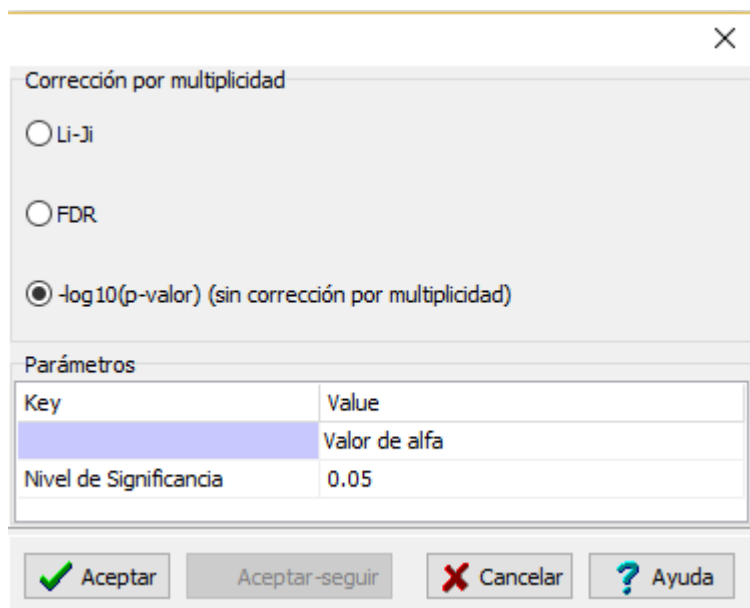 Corrección por multiplicidad
Li-Ji
FDR
-log10(p-valor) (sin corrección por multiplicidad)
Parámetros
Key Value
Valor de alfa
Nivel de Significancia 0.05
Aceptar Aceptar-seguir Cancelar Ayuda